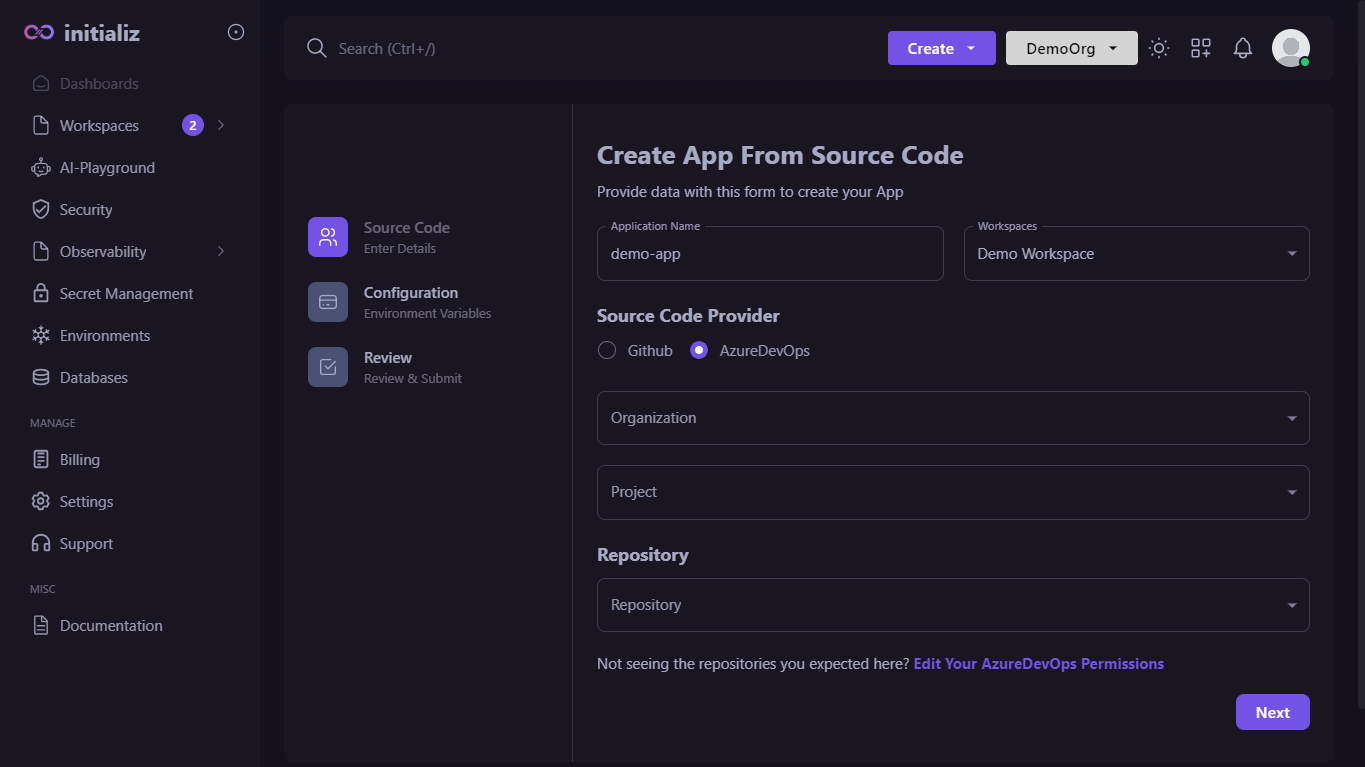 initializ
Dashboards
Workspaces 2
AI-Playground
Security
Observability
Secret Management
Environments
Databases
MANAGE
Billing
Settings
Support
MISC
Documentation
Search (Ctrl+/)
Create
DemoOrg
Source Code
Enter Details
Configuration
Environment Variables
Review
Review & Submit
Create App From Source Code
Provide data with this form to create your App
Application Name
demo-app
Workspaces
Demo Workspace
Source Code Provider
Github AzureDevOps
Organization
Project
Repository
Repository
Not seeing the repositories you expected here? Edit Your AzureDevOps Permissions
Next